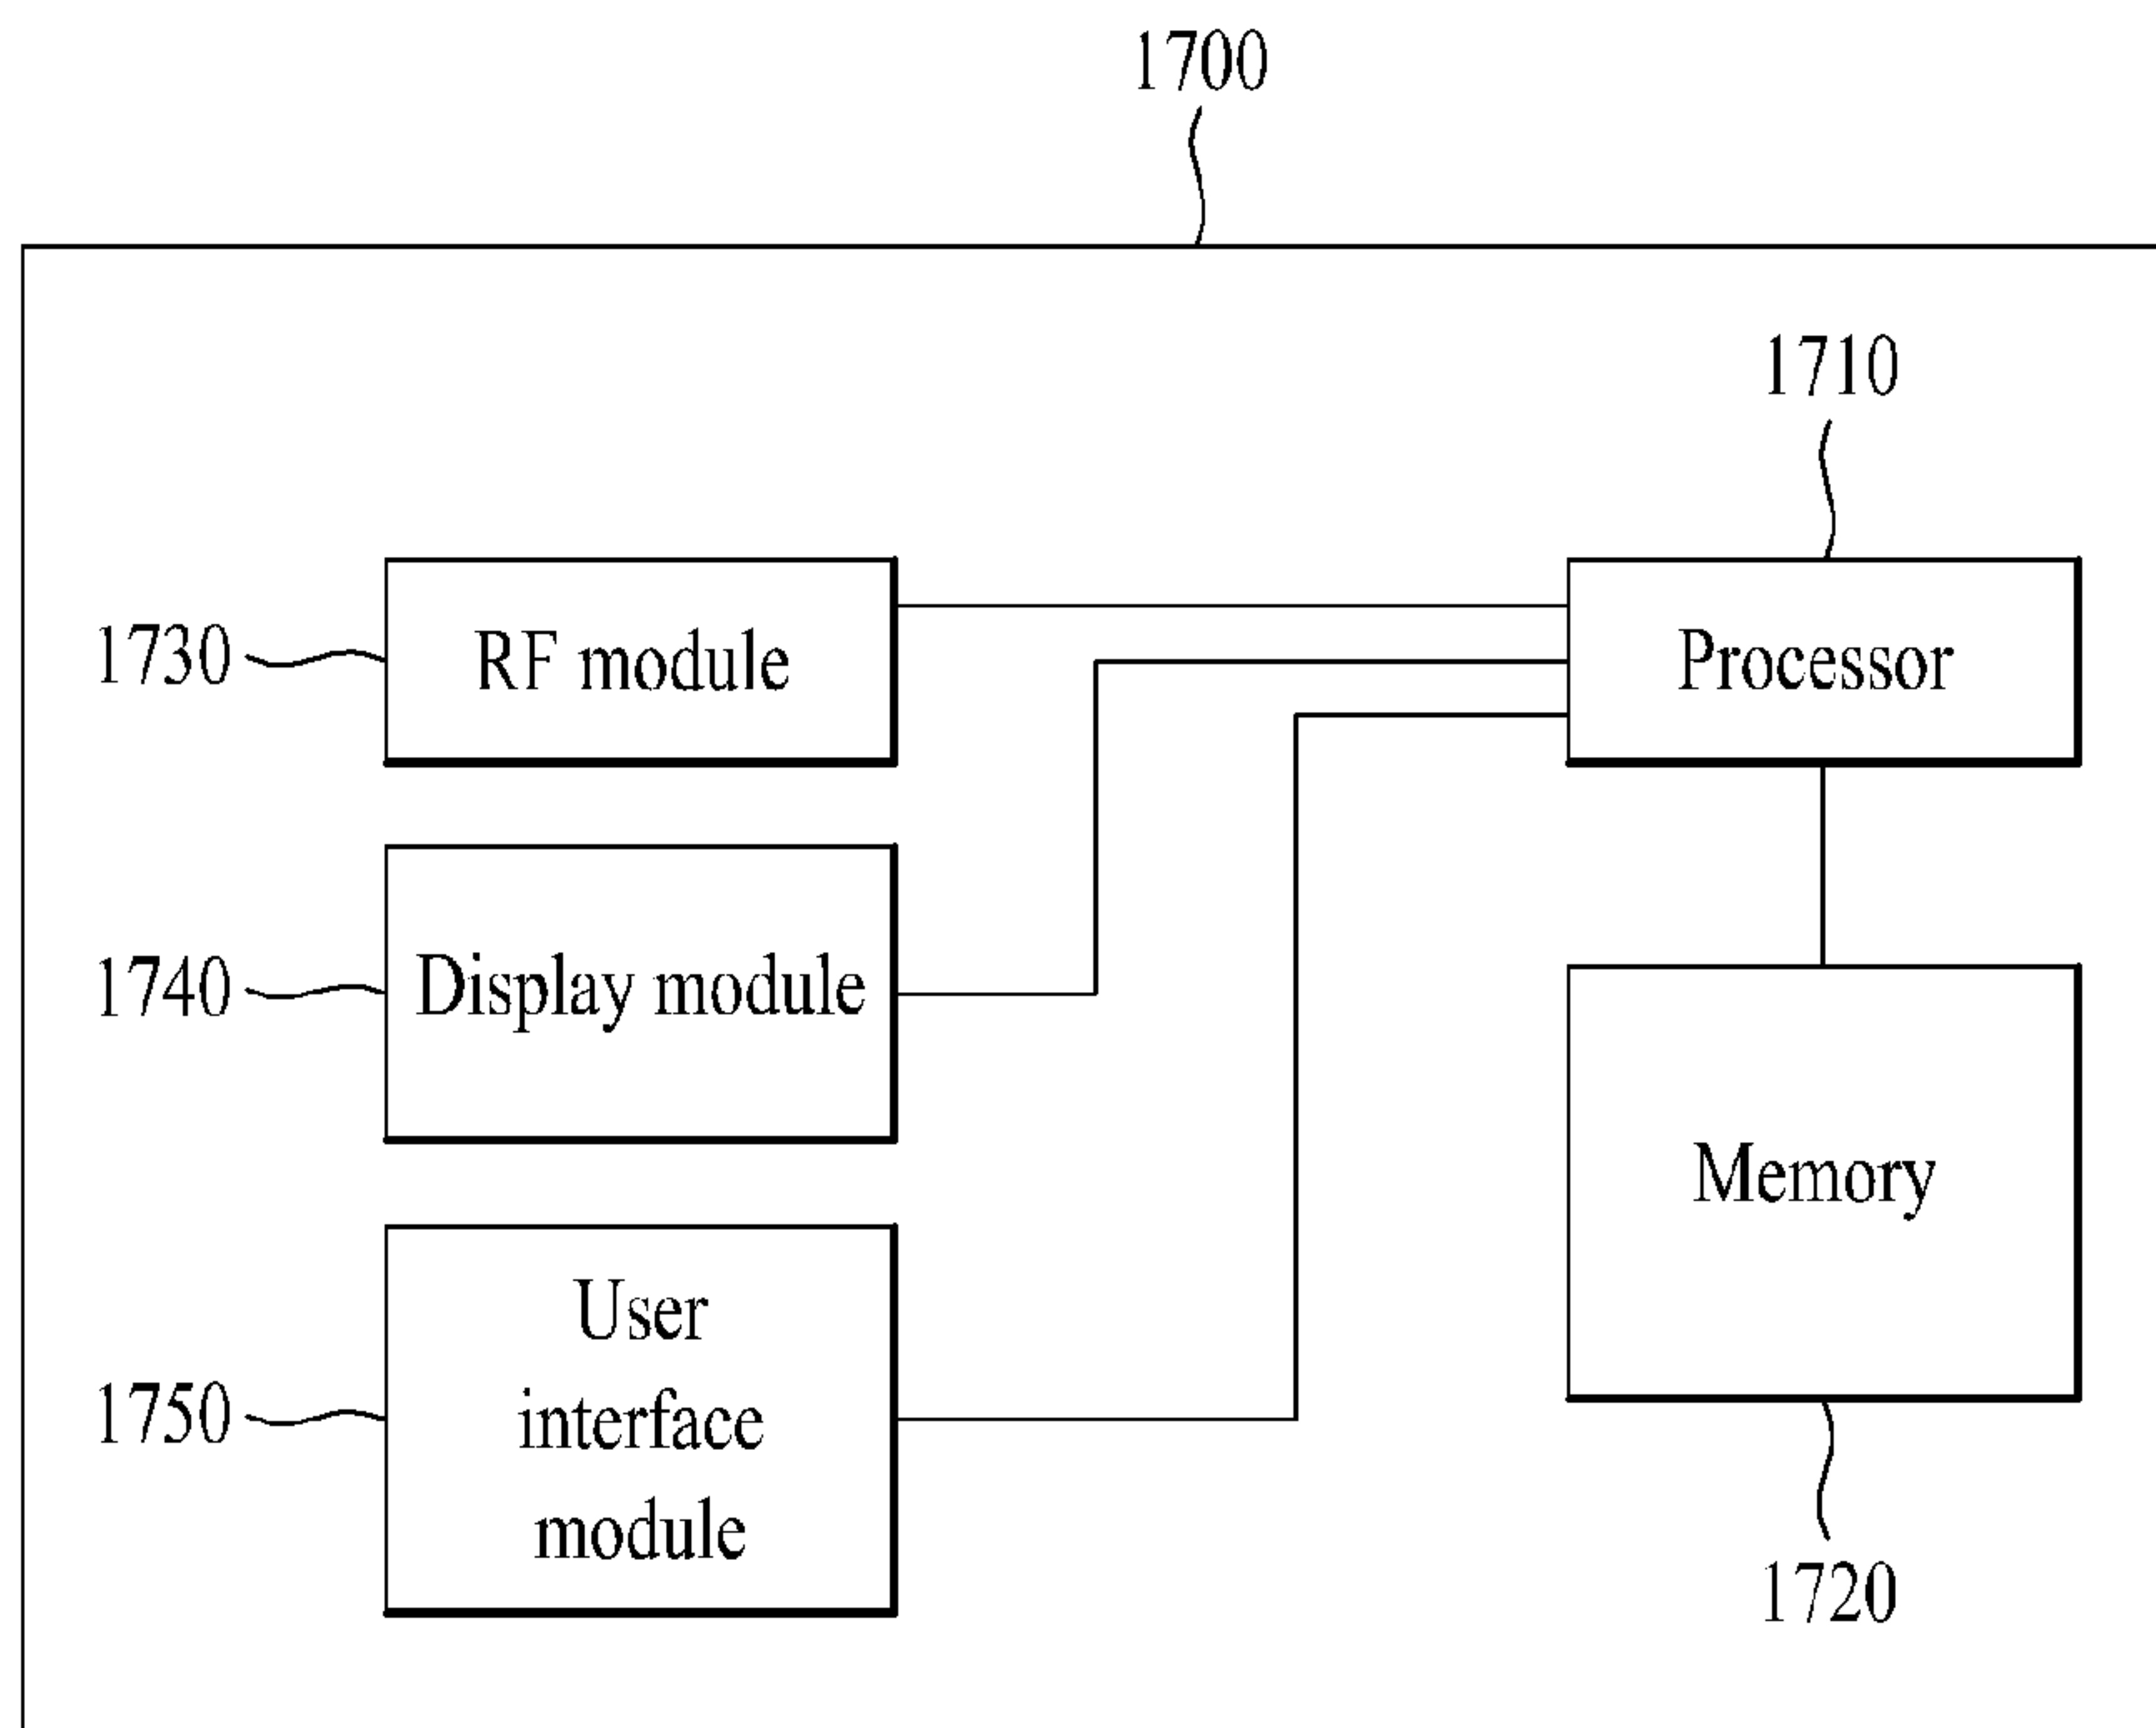 1700
1710
1730
RF module
Processor
1740
Display module
Memory
1750
User
interface
module
1720